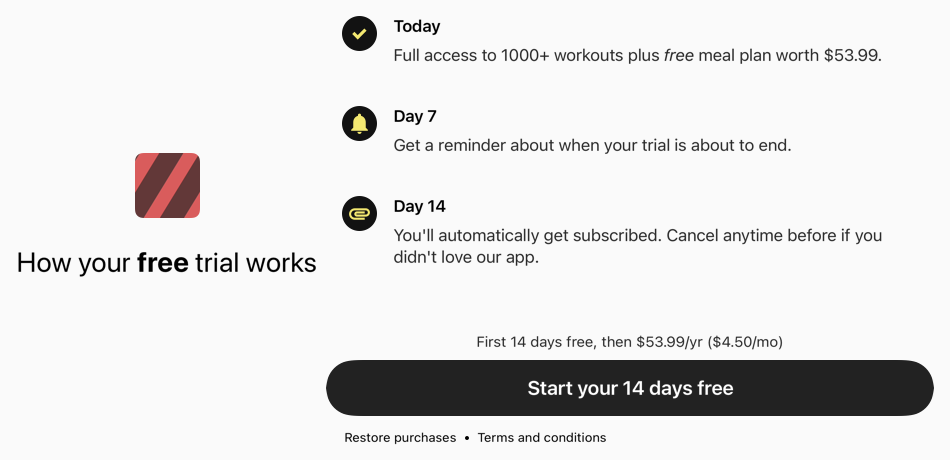 How your free trial works
Today
Full access to 1000+ workouts plus free meal plan worth $53.99.
Day 7
Get a reminder about when your trial is about to end.
Day 14
You'll automatically get subscribed. Cancel anytime before if you
didn't love our app.
First 14 days free, then $53.99/yr ($4.50/mo)
Start your 14 days free
Restore purchases • Terms and conditions